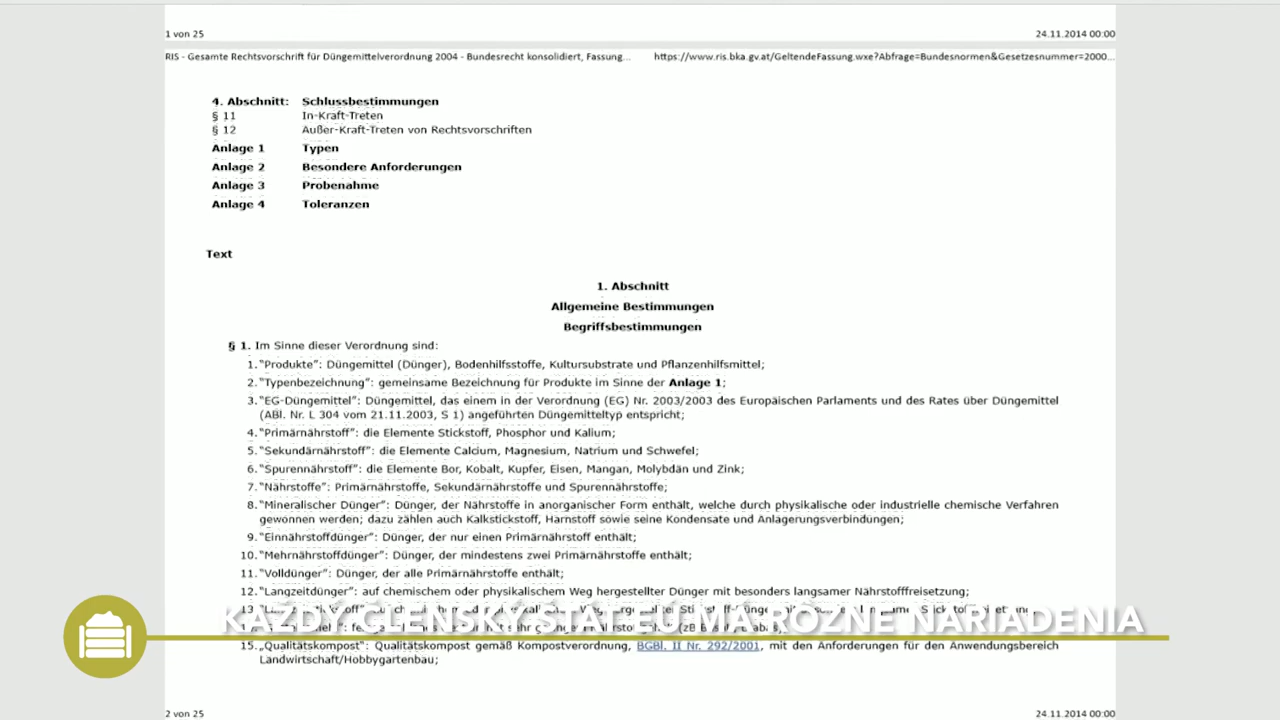 1 von 25
24.11.2014 00:00
RIS - Gesamte Rechtsvorschrift für Düngemittelverordnung 2004 - Bundesrecht konsolidiert, Fassung...
https://www.ris.bka.gv.at/GeltendeFassung.wxe?Abfrage=Bundesnormen&Gesetzesnummer=2000...
4. Abschnitt: Schlussbestimmungen
§ 11 In-Kraft-Treten
§ 12 Außer-Kraft-Treten von Rechtsvorschriften
Anlage 1 Typen
Anlage 2 Besondere Anforderungen
Anlage 3 Probenahme
Anlage 4 Toleranzen
Text
1. Abschnitt
Allgemeine Bestimmungen
Begriffsbestimmungen
§ 1. Im Sinne dieser Verordnung sind:
1. “Produkte”: Düngemittel (Dünger), Bodenhilfsstoffe, Kultursubstrate und Pflanzenhilfsmittel;
2. “Typenbezeichnung”: gemeinsame Bezeichnung für Produkte im Sinne der Anlage 1;
3. “EG-Düngemittel”: Düngemittel, das einem in der Verordnung (EG) Nr. 2003/2003 des Europäischen Parlaments und des Rates über Düngemittel
(ABl. Nr. L 304 vom 21.11.2003, S 1) angeführten Düngemitteltyp entspricht;
4. “Primärnährstoff”: die Elemente Stickstoff, Phosphor und Kalium;
5. “Sekundärnährstoff”: die Elemente Calcium, Magnesium, Natrium und Schwefel;
6. “Spurennährstoff”: die Elemente Bor, Kobalt, Kupfer, Eisen, Mangan, Molybdän und Zink;
7. “Nährstoffe”: Primärnährstoffe, Sekundärnährstoffe und Spurennährstoffe;
8. “Mineralischer Dünger”: Dünger, der Nährstoffe in anorganischer Form enthält, welche durch physikalische oder industrielle chemische Verfahren
gewonnen werden; dazu zählen auch Kalkstickstoff, Harnstoff sowie seine Kondensate und Anlagerungsverbindungen;
9. “Einnährstoffdünger”: Dünger, der nur einen Primärnährstoff enthält;
10. “Mehrnährstoffdünger”: Dünger, der mindestens zwei Primärnährstoffe enthält;
11. “Volldünger”: Dünger, der alle Primärnährstoffe enthält;
12. “Langzeitdünger”: auf chemischem oder physikalischem Weg hergestellter Dünger mit besonders langsamer Nährstofffreisetzung;
13.
KAŽDÝ ČLENSKÝ ŠTÁT EÚ MÁ RÔZNE NARIADENIA
15. „Qualitätskompost“: Qualitätskompost gemäß Kompostverordnung, BGBl. II Nr. 292/2001, mit den Anforderungen für den Anwendungsbereich
Landwirtschaft/Hobbygartenbau;
2 von 25
24.11.2014 00:00